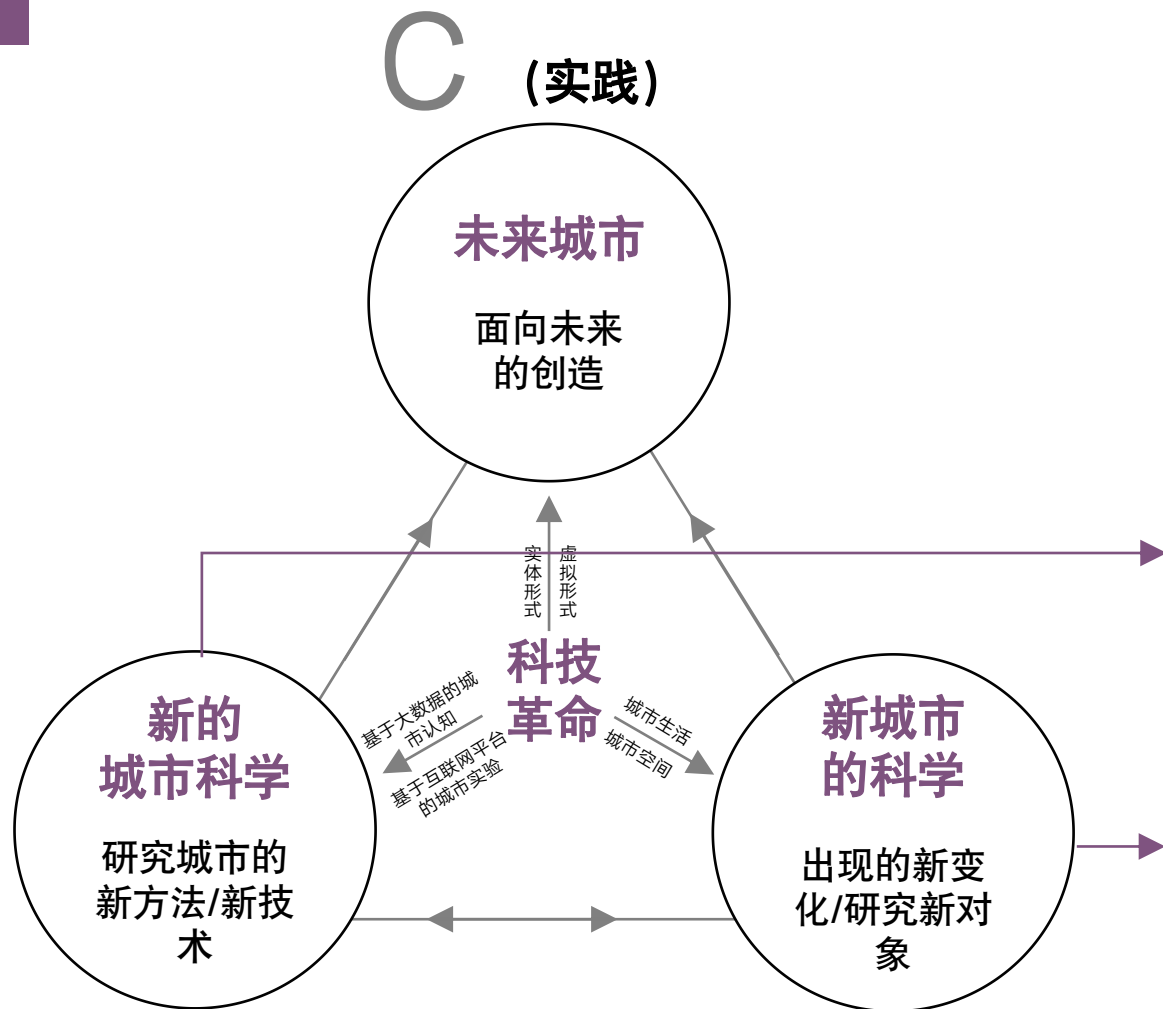 C (实践)
未来城市
面向未来
的创造
实体形式
虚拟形式
科技
革命
基于大数据的城
市认知
基于互联网平台
的城市实验
城市生活
城市空间
新的
城市科学
研究城市的
新方法/新技
术
新城市
的科学
出现的新变
化/研究新对
象